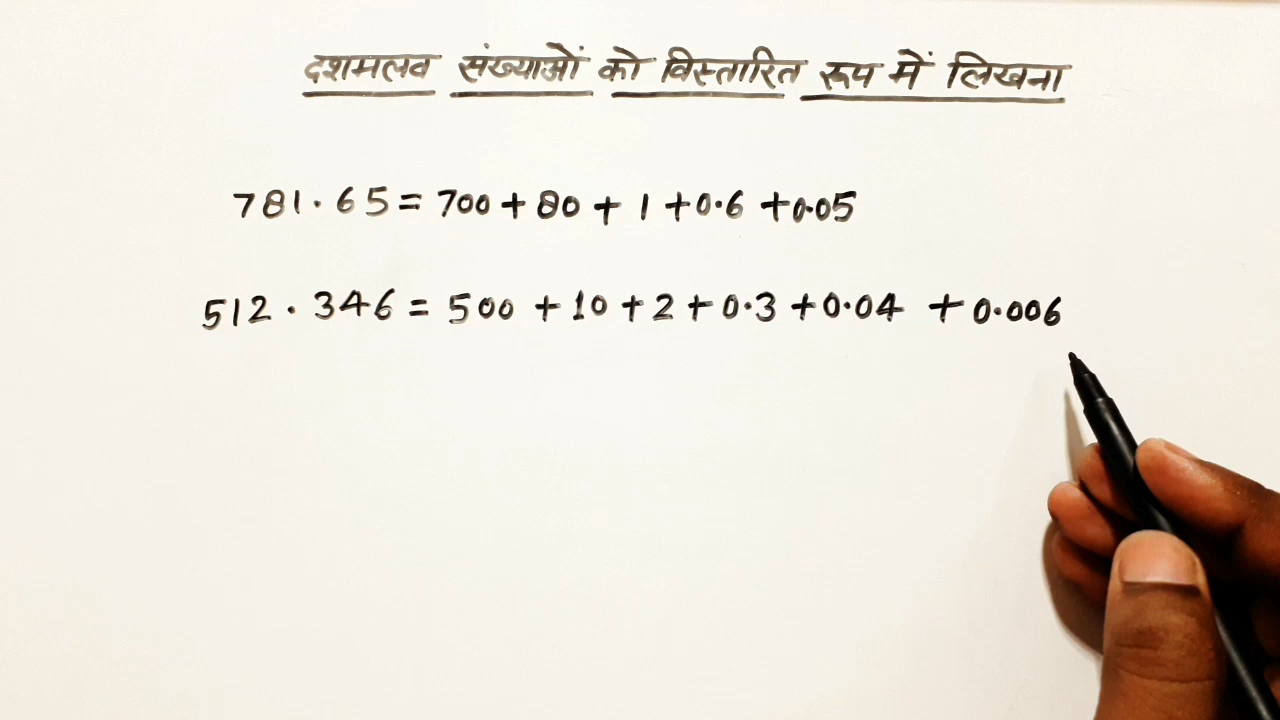 दशमलव संख्याओं को विस्तारित रूप में लिखना
781.65 = 700 + 80 + 1 + 0.6 + 0.05
512.346 = 500 + 10 + 2 + 0.3 + 0.04 + 0.006